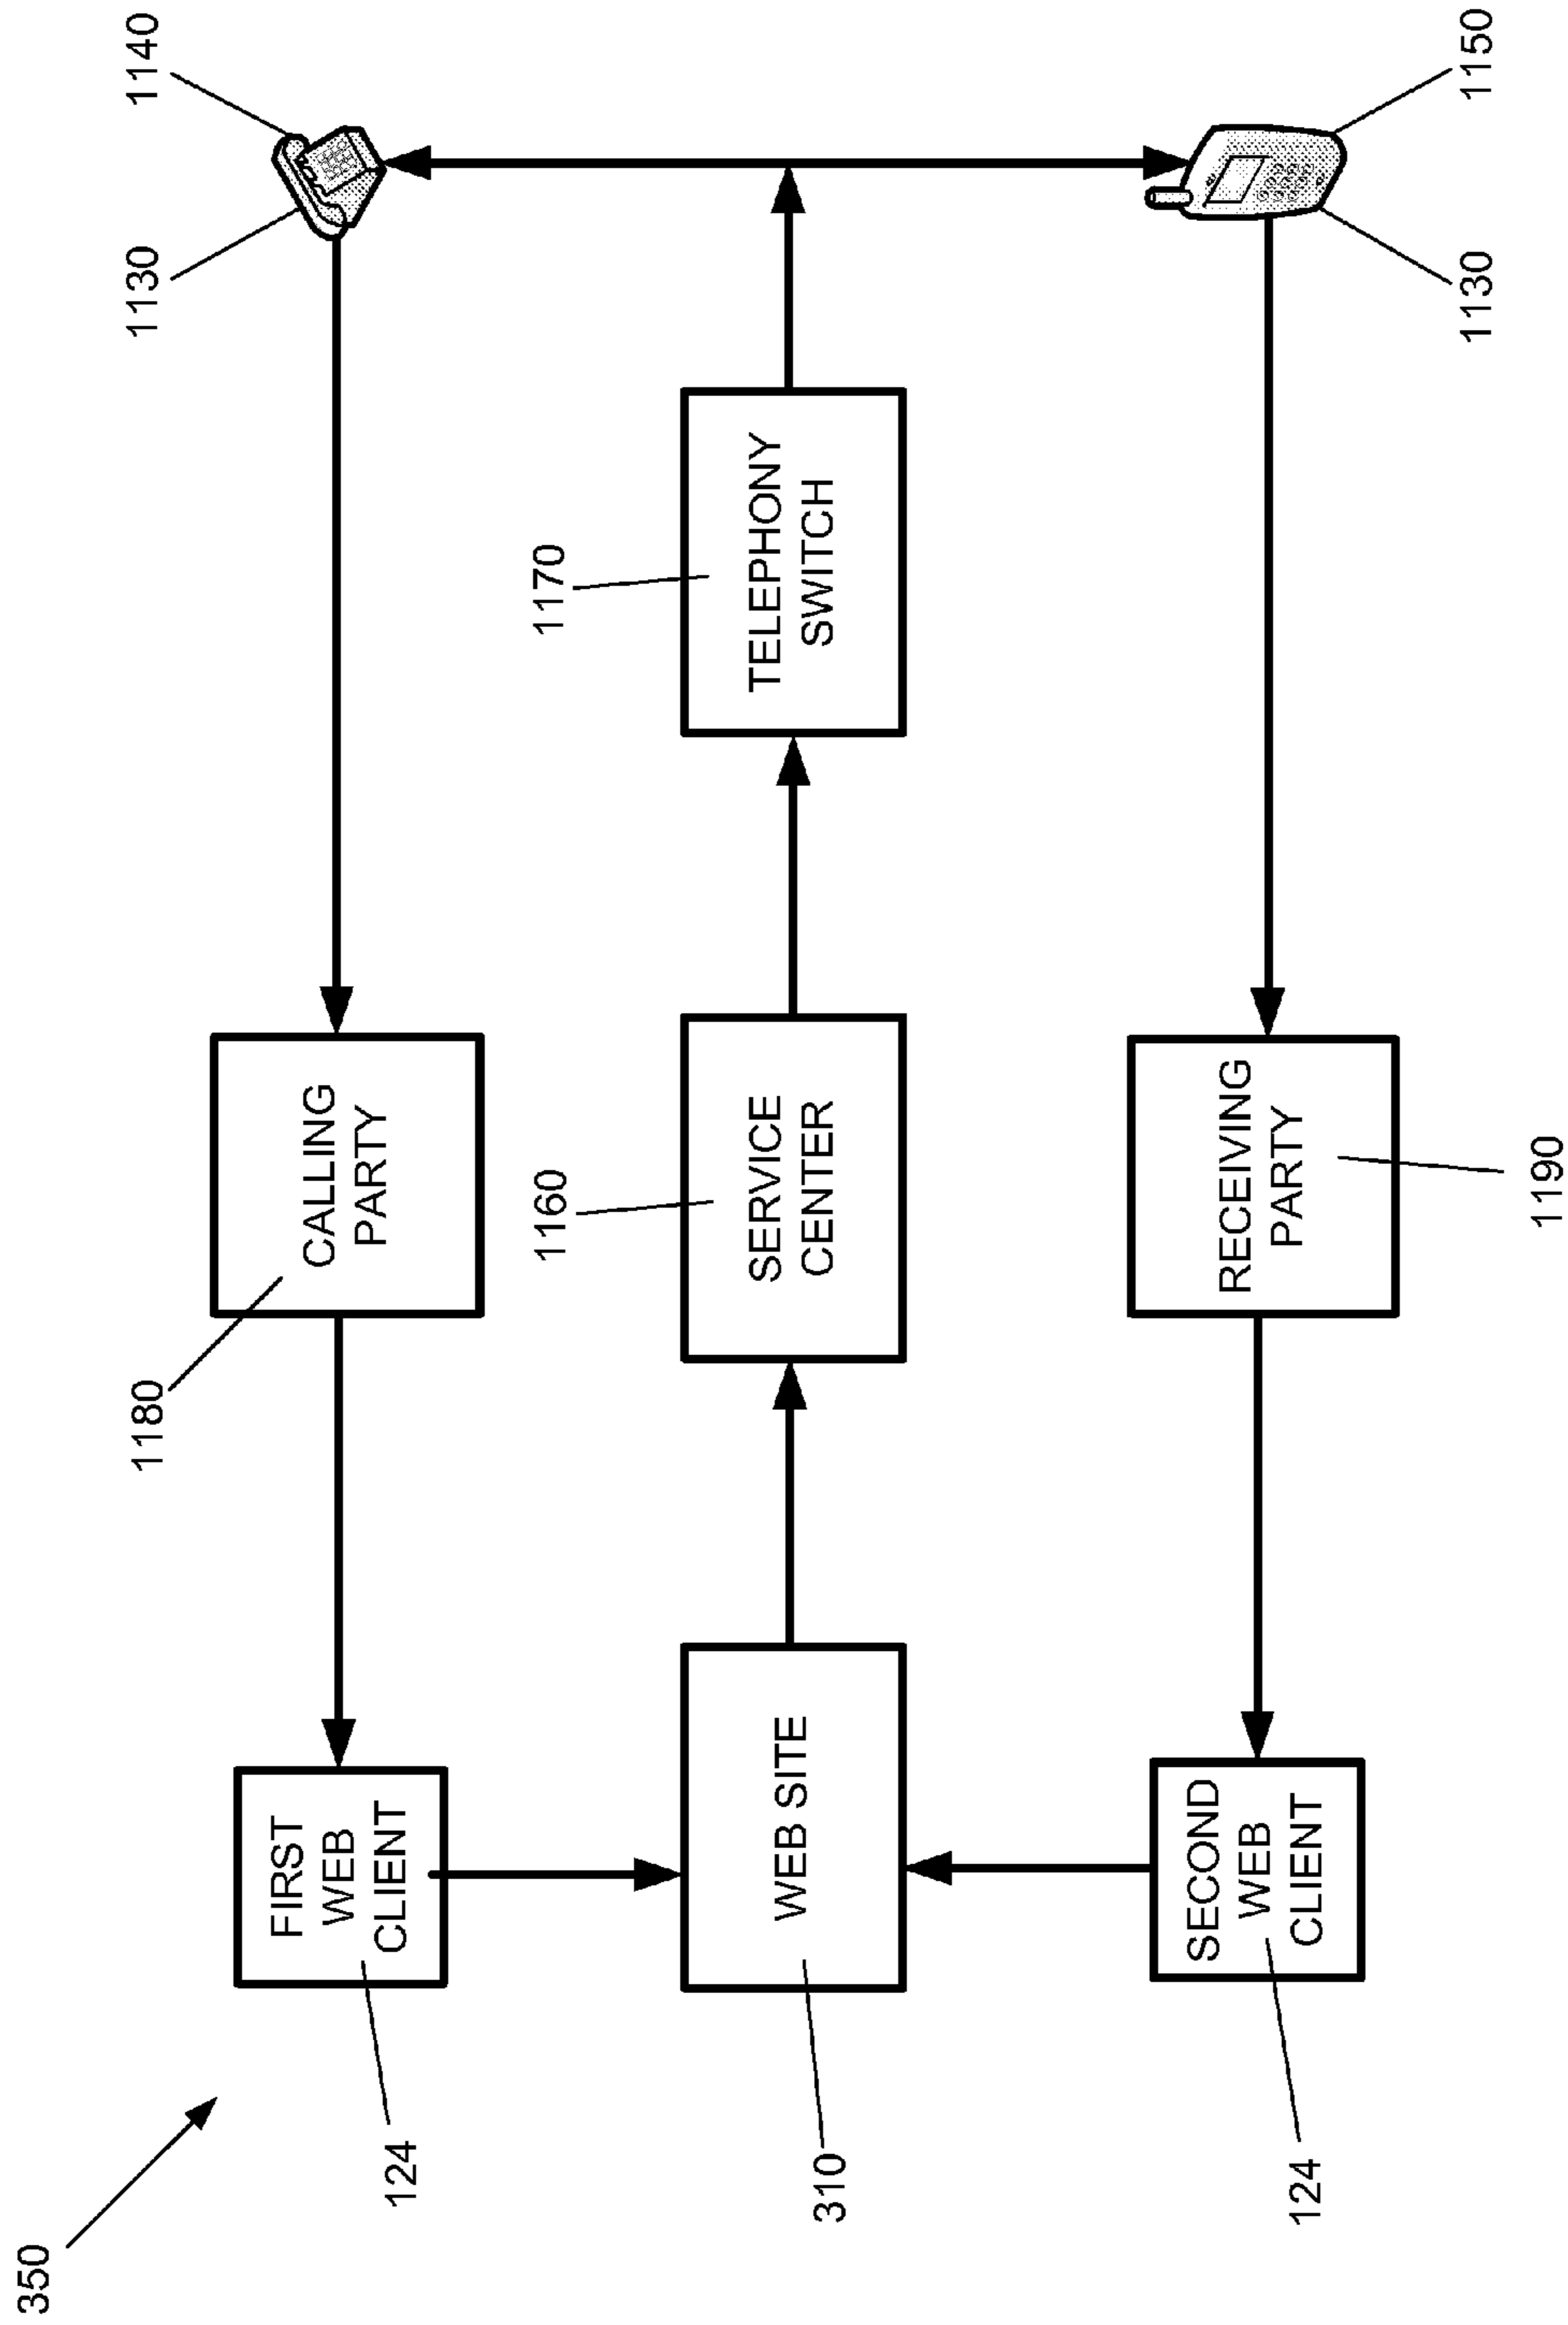 350
124
FIRST
WEB
CLIENT
1180
CALLING
PARTY
1130
1140
310
WEB SITE
1160
SERVICE
CENTER
1170
TELEPHONY
SWITCH
124
SECOND
WEB
CLIENT
RECEIVING
PARTY
1190
1130
1150